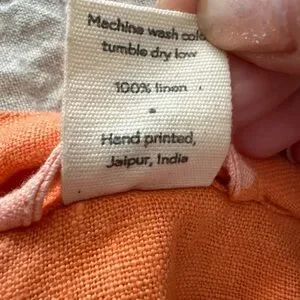 Machine wash cold
tumble dry low
100% linen
-
Hand printed,
Jaipur, India